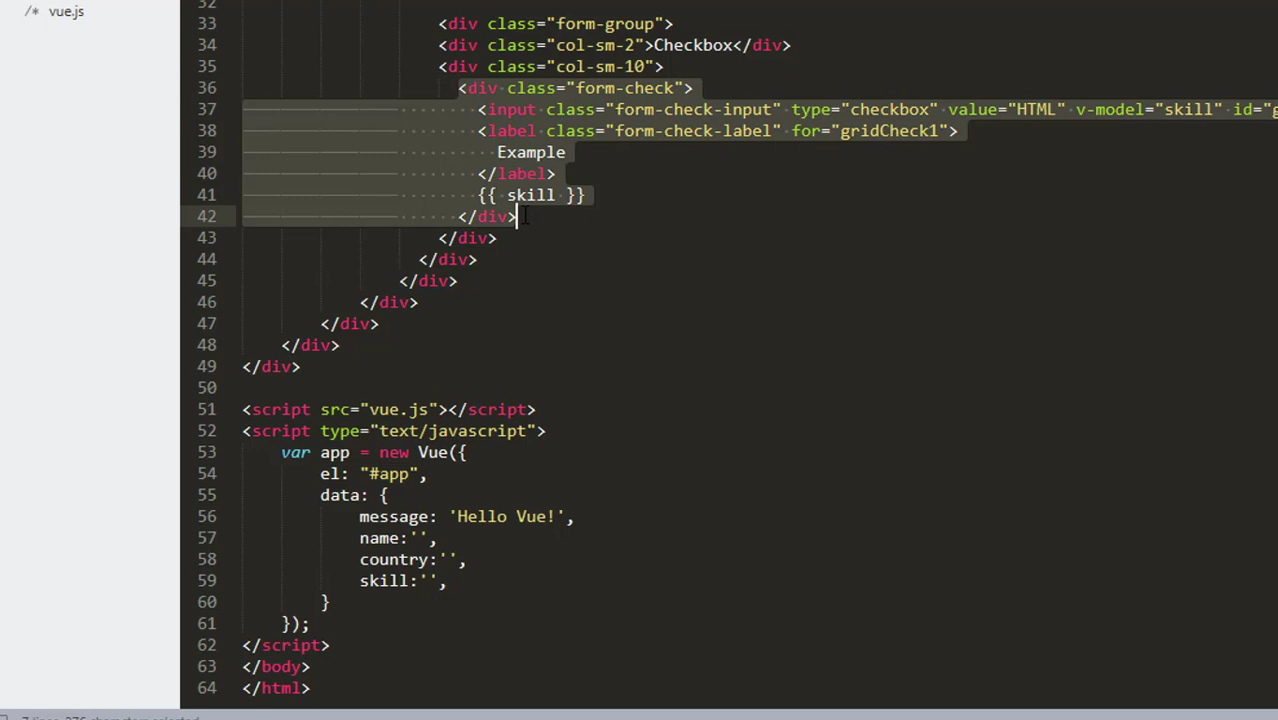 /* vue.js
32
33 <div class="form-group">
34 <div class="col-sm-2">Checkbox</div>
35 <div class="col-sm-10">
36 <div class="form-check">
37 <input class="form-check-input" type="checkbox" value="HTML" v-model="skill" id="g
38 <label class="form-check-label" for="gridCheck1">
39 Example
40 </label>
41 {{ skill }}
42 </div>
43 </div>
44 </div>
45 </div>
46 </div>
47 </div>
48 </div>
49 </div>
50
51 <script src="vue.js"></script>
52 <script type="text/javascript">
53 var app = new Vue({
54 el: "#app",
55 data: {
56 message: 'Hello Vue!',
57 name:'',
58 country:'',
59 skill:'',
60 }
61 });
62 </script>
63 </body>
64 </html>
7 lines, 276 characters selected